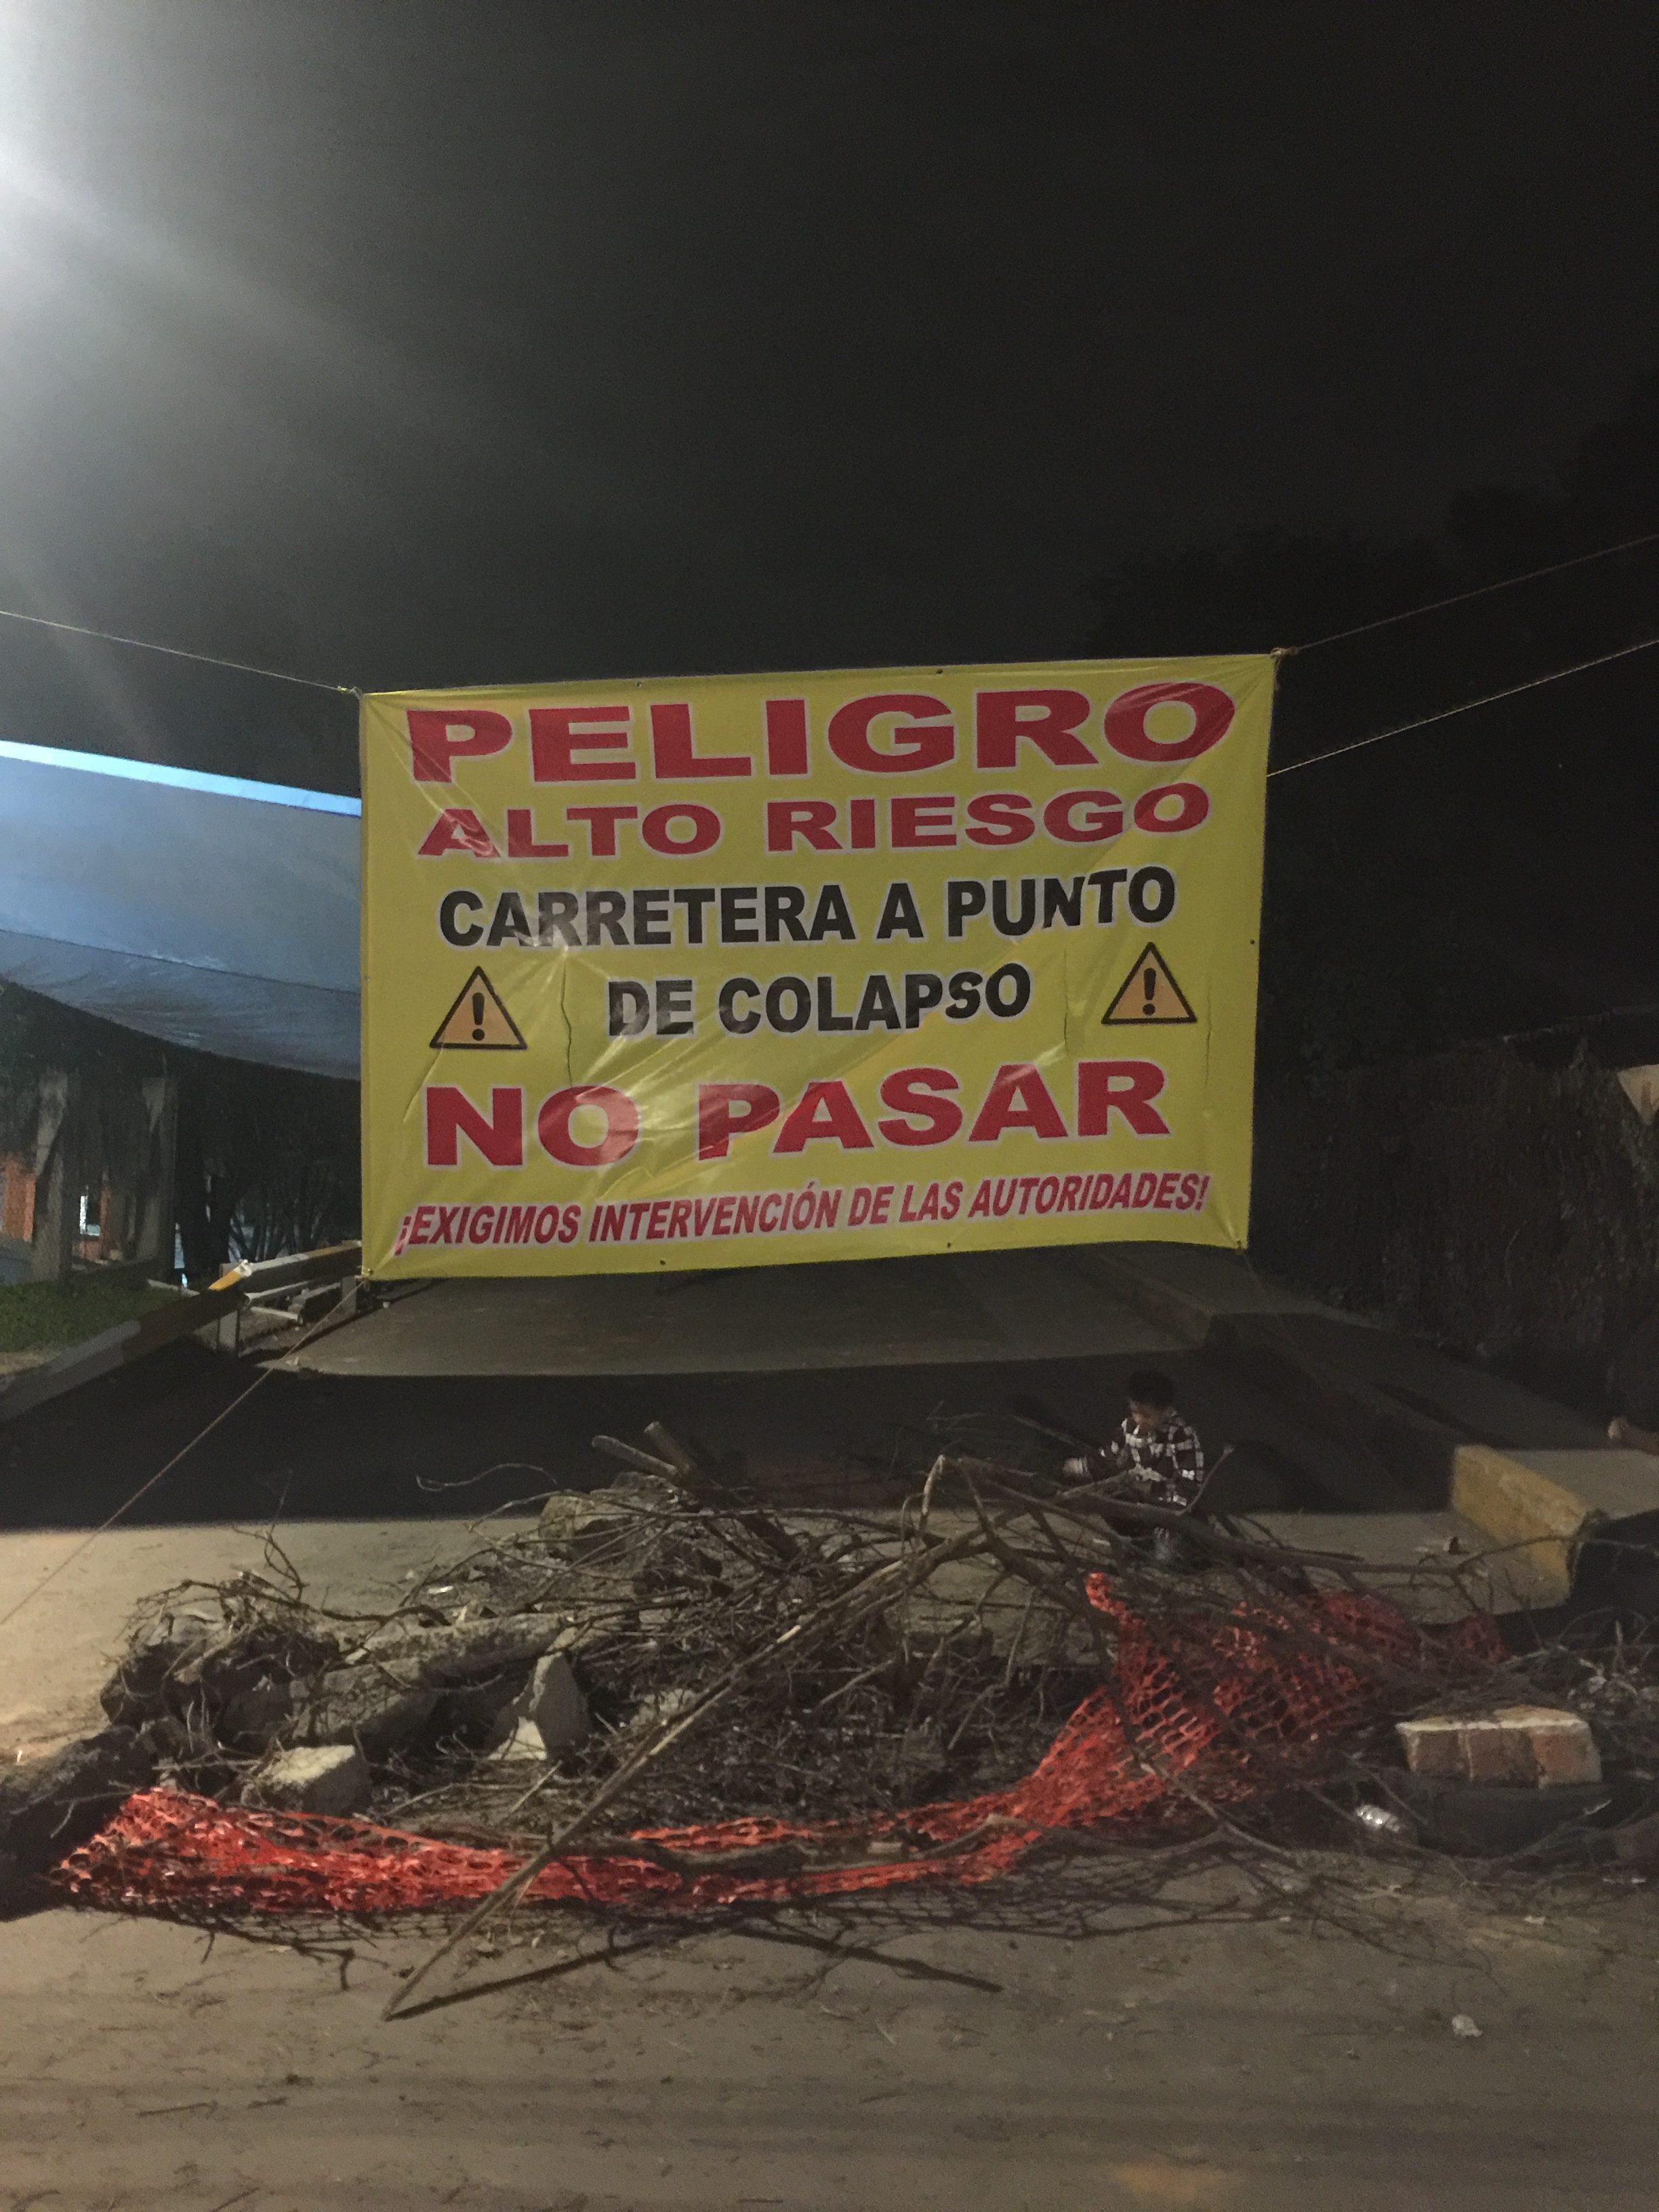 PELIGRO
ALTO RIESGO
CARRETERA A PUNTO
DE COLAPSO
NO PASAR
¡EXIGIMOS INTERVENCIÓN DE LAS AUTORIDADES!